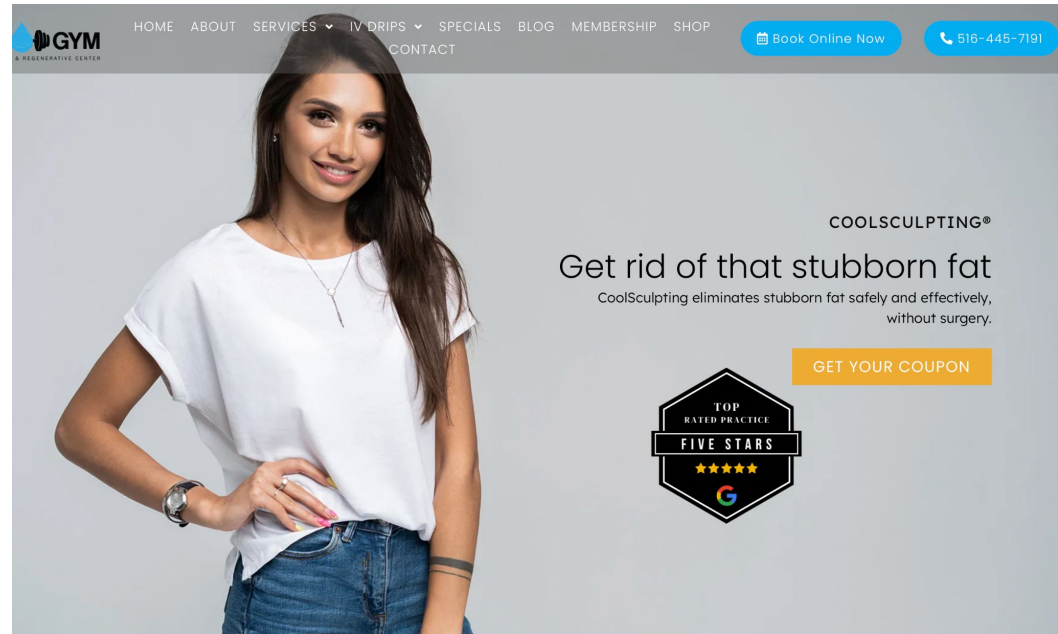 GYM
& REGENERATIVE CENTER
HOME ABOUT SERVICES IV DRIPS SPECIALS BLOG MEMBERSHIP SHOP
CONTACT
Book Online Now
516-445-7191
COOLSCULPTING®
Get rid of that stubborn fat
CoolSculpting eliminates stubborn fat safely and effectively,
without surgery.
GET YOUR COUPON
TOP
RATED PRACTICE
FIVE STARS
G